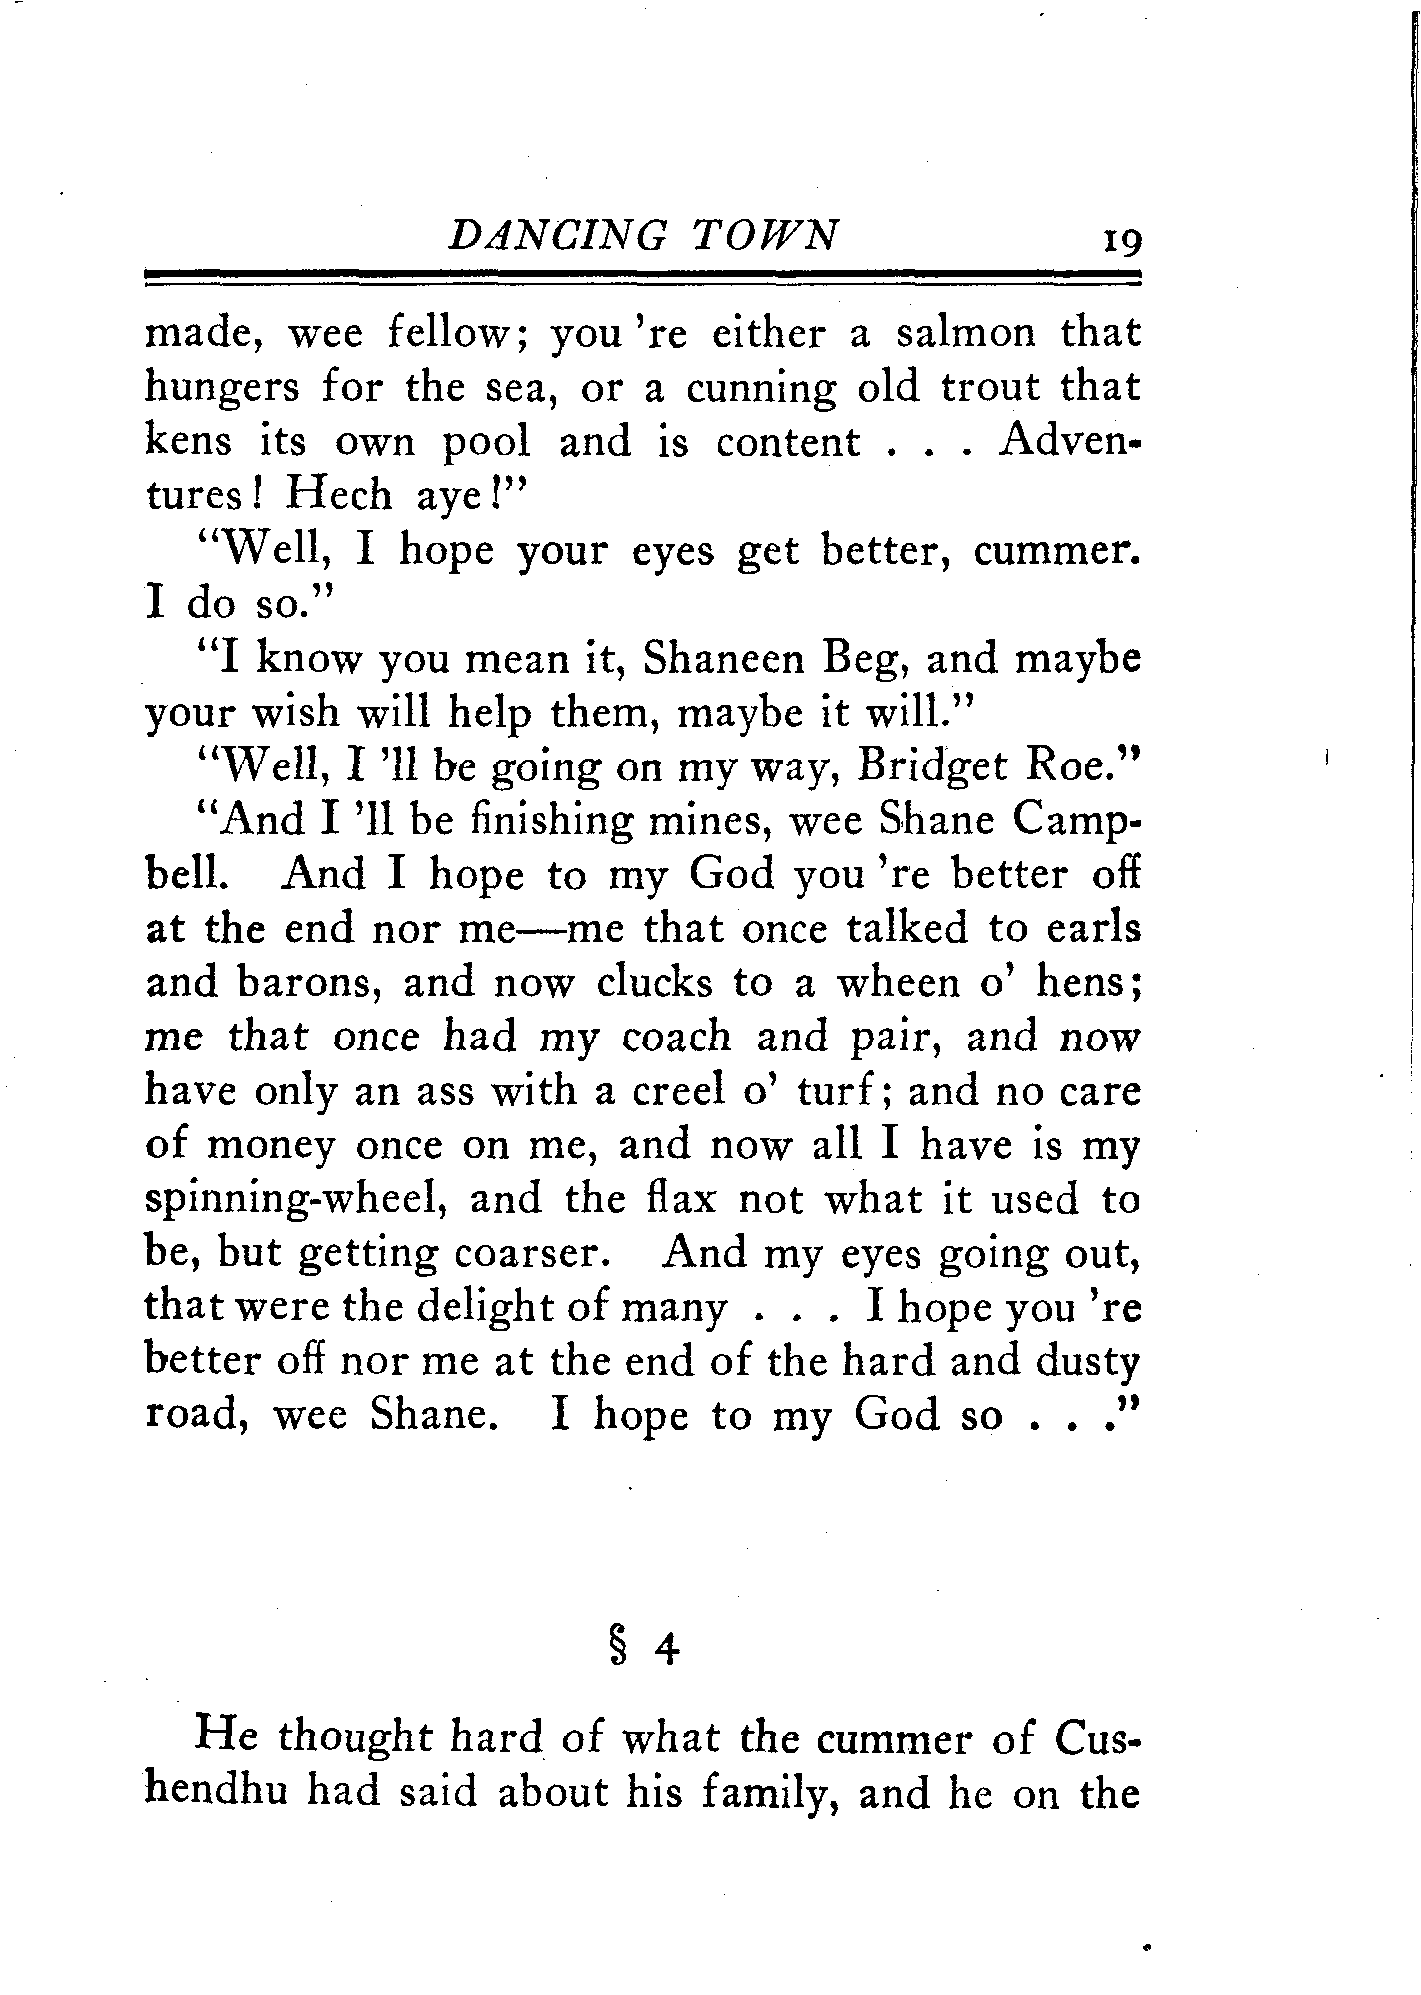 DANCING TOWN 19
made, wee fellow; you 're either a salmon that
hungers for the sea, or a cunning old trout that
kens its own pool and is content . . . Adven-
tures! Hech aye!"
"Well, I hope your eyes get better, cummer.
I do so."
"I know you mean it, Shaneen Beg, and maybe
your wish will help them, maybe it will."
"Well, I 'll be going on my way, Bridget Roe."
"And I 'll be finishing mines, wee Shane Camp-
bell. And I hope to my God you 're better off
at the end nor me—me that once talked to earls
and barons, and now clucks to a wheen o' hens;
me that once had my coach and pair, and now
have only an ass with a creel o' turf; and no care
of money once on me, and now all I have is my
spinning-wheel, and the flax not what it used to
be, but getting coarser. And my eyes going out,
that were the delight of many . . . I hope you 're
better off nor me at the end of the hard and dusty
road, wee Shane. I hope to my God so . . ."
§ 4
He thought hard of what the cummer of Cus-
hendhu had said about his family, and he on the